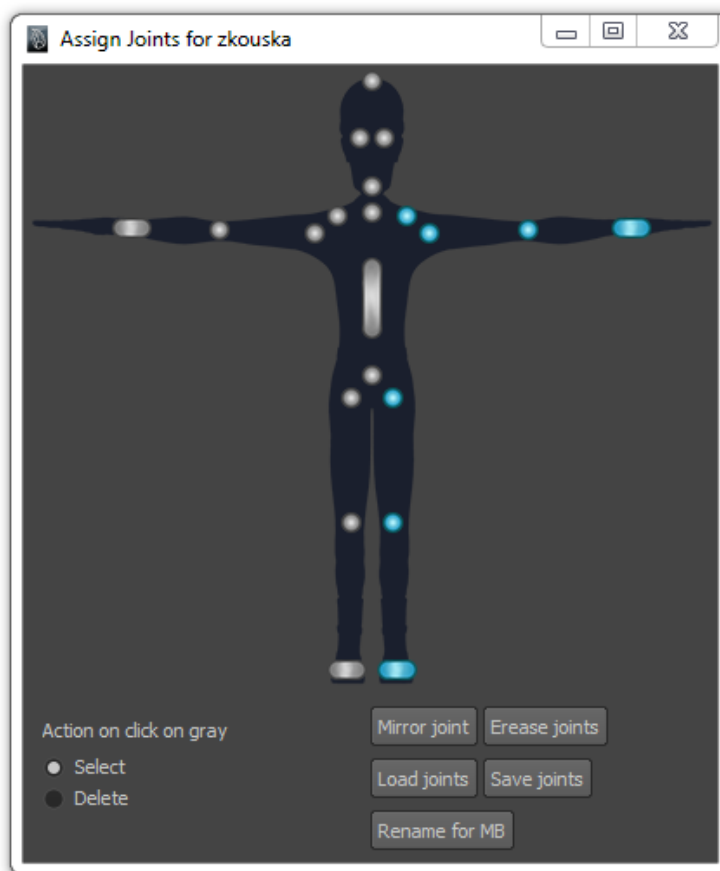 Assign Joints for zkouska
Action on click on gray
Select
Delete
Mirror joint
Erease joints
Load joints
Save joints
Rename for MB